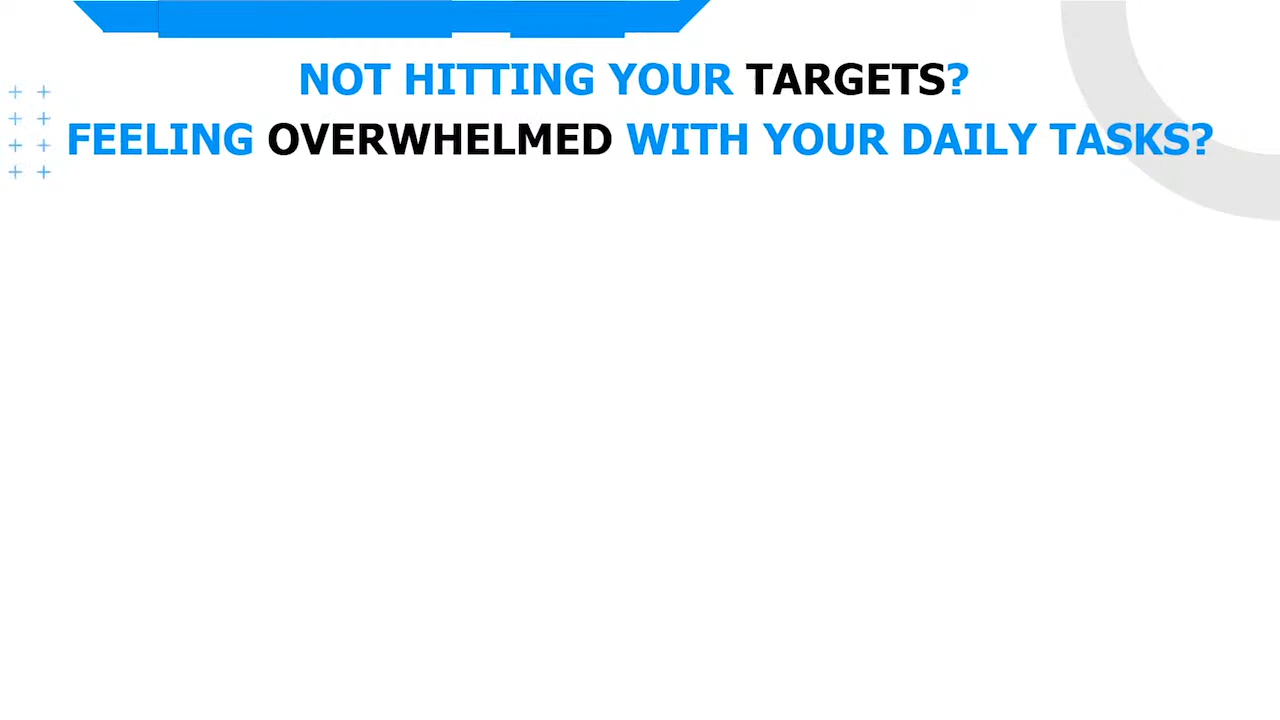 NOT HITTING YOUR TARGETS?
FEELING OVERWHELMED WITH YOUR DAILY TASKS?